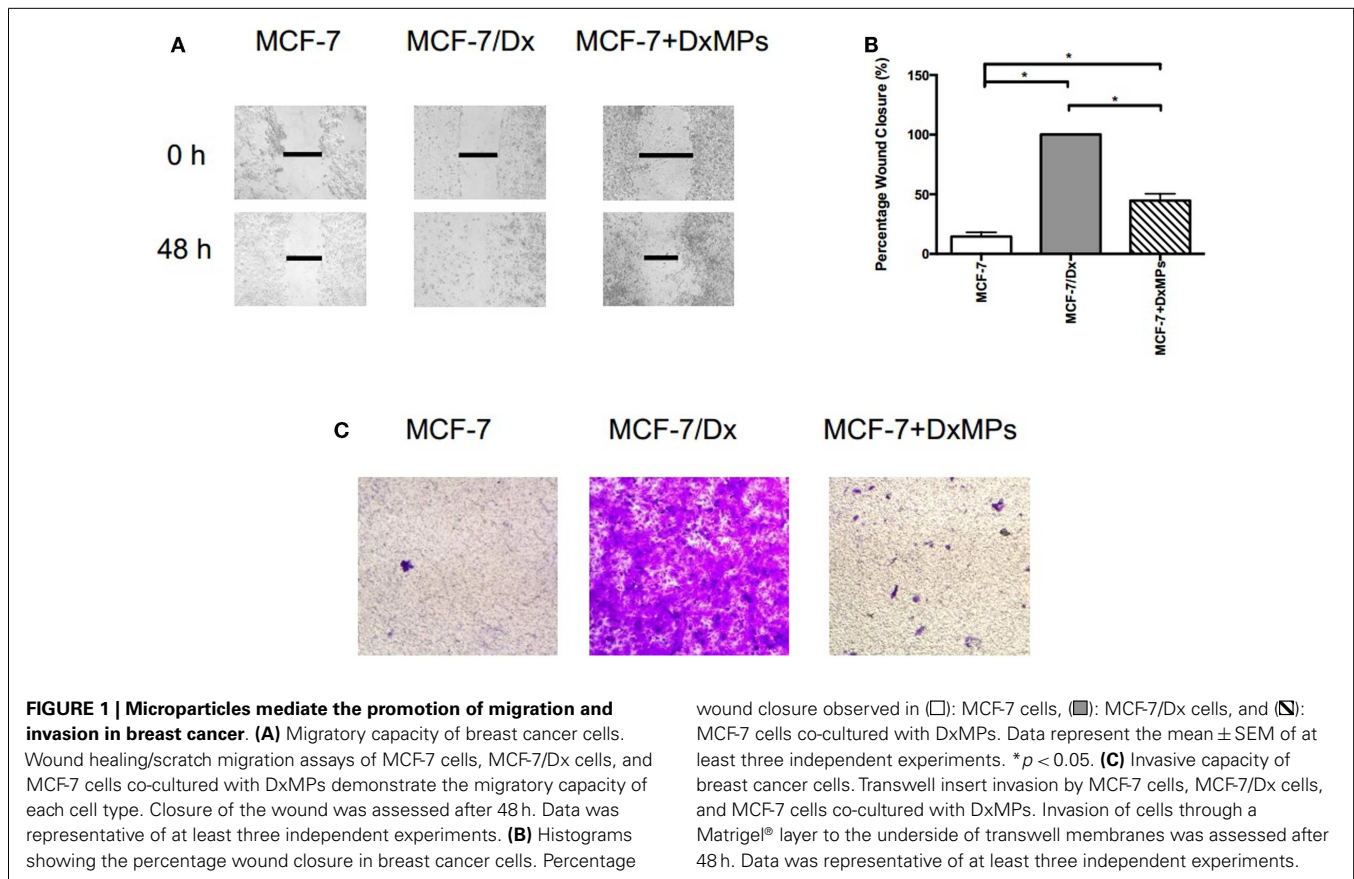 A
MCF-7 MCF-7/Dx MCF-7+DxMPs
0 h
48 h
B
Percentage Wound Closure (%)
150
100
50
0
*
*
*
MCF-7
MCF-7/Dx
MCF-7+DxMPs
C
MCF-7 MCF-7/Dx MCF-7+DxMPs
FIGURE 1 | Microparticles mediate the promotion of migration and
invasion in breast cancer. (A) Migratory capacity of breast cancer cells.
Wound healing/scratch migration assays of MCF-7 cells, MCF-7/Dx cells, and
MCF-7 cells co-cultured with DxMPs demonstrate the migratory capacity of
each cell type. Closure of the wound was assessed after 48 h. Data was
representative of at least three independent experiments. (B) Histograms
showing the percentage wound closure in breast cancer cells. Percentage
wound closure observed in (□): MCF-7 cells, (■): MCF-7/Dx cells, and (▧):
MCF-7 cells co-cultured with DxMPs. Data represent the mean ± SEM of at
least three independent experiments. *p < 0.05. (C) Invasive capacity of
breast cancer cells. Transwell insert invasion by MCF-7 cells, MCF-7/Dx cells,
and MCF-7 cells co-cultured with DxMPs. Invasion of cells through a
Matrigel® layer to the underside of transwell membranes was assessed after
48 h. Data was representative of at least three independent experiments.